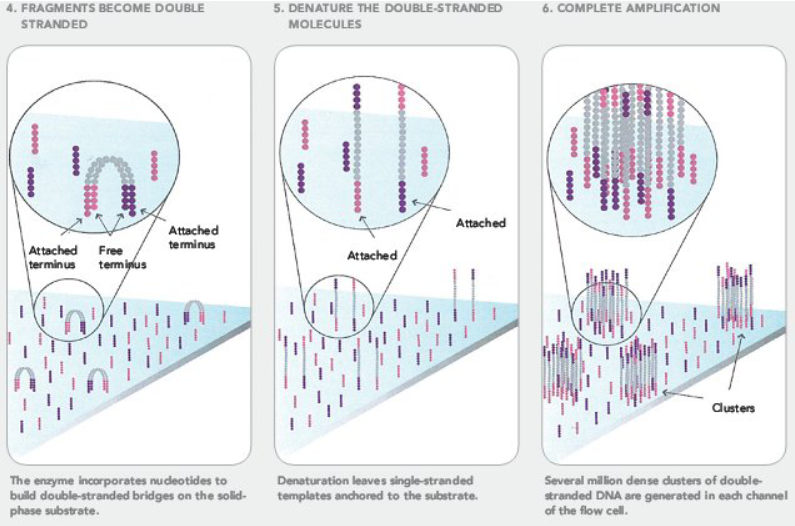 4. FRAGMENTS BECOME DOUBLE
STRANDED
Attached
terminus
Free
terminus
Attached
terminus
The enzyme incorporates nucleotides to
build double-stranded bridges on the solid-
phase substrate.
5. DENATURE THE DOUBLE-STRANDED
MOLECULES
Attached
Attached
Denaturation leaves single-stranded
templates anchored to the substrate.
6. COMPLETE AMPLIFICATION
Clusters
Several million dense clusters of double-
stranded DNA are generated in each channel
of the flow cell.